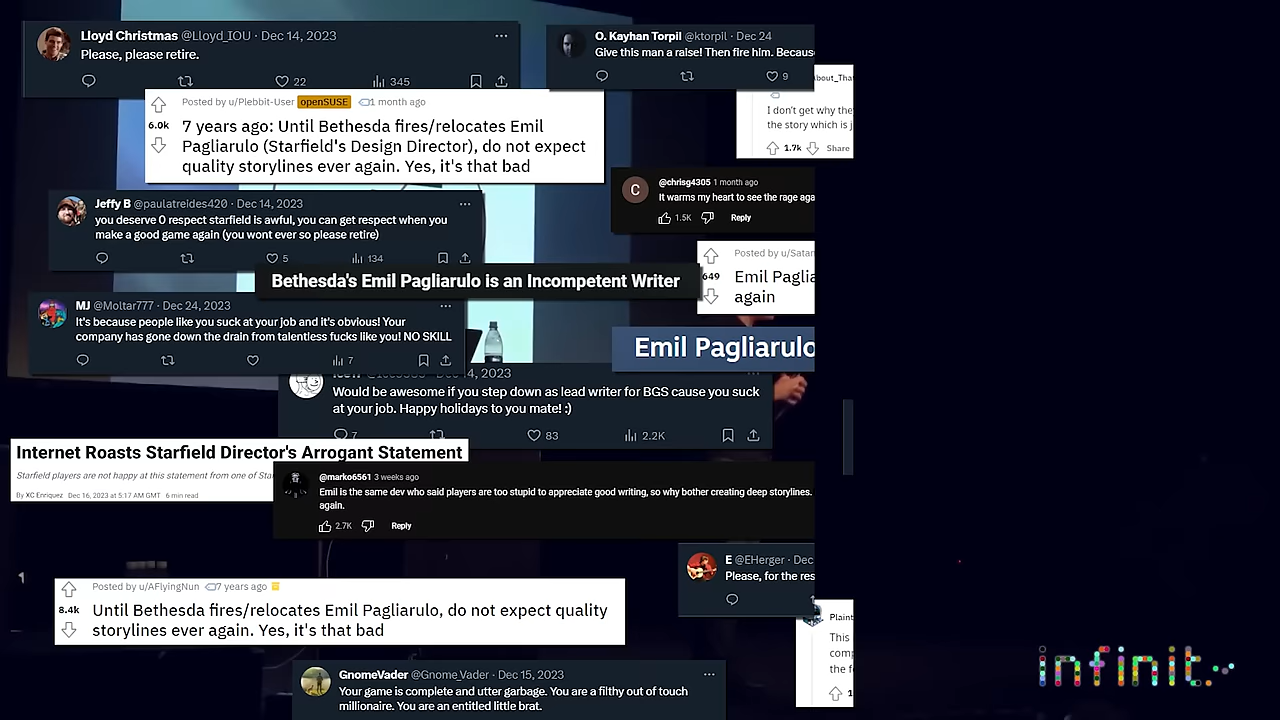 Lloyd Christmas @Lloyd_IOU · Dec 14, 2023
Please, please retire.
22
345
O. Kayhan Torpil @ktorpil · Dec 24
Give this man a raise! Then fire him. Becaus
9
bout_Tha
I don't get why the
the story which is j
1.7k Share
Posted by u/Plebbit-User openSUSE 1 month ago
6.0k
7 years ago: Until Bethesda fires/relocates Emil
Pagliarulo (Starfield's Design Director), do not expect
quality storylines ever again. Yes, it's that bad
C
@chrisg4305 1 month ago
It warms my heart to see the rage aga
1.5K Reply
Jeffy B @paulatreides420 · Dec 14, 2023
you deserve 0 respect starfield is awful, you can get respect when you
make a good game again (you wont ever so please retire)
5
134
Posted by u/Satan
649
Emil Paglia
again
Bethesda's Emil Pagliarulo is an Incompetent Writer
MJ @Moltar777 · Dec 24, 2023
It's because people like you suck at your job and it's obvious! Your
company has gone down the drain from talentless fucks like you! NO SKILL
7
Emil Pagliarulo
4, 2023
Would be awesome if you step down as lead writer for BGS cause you suck
at your job. Happy holidays to you mate! :)
7
83
2.2K
Internet Roasts Starfield Director's Arrogant Statement
Starfield players are not happy at this statement from one of Sta
By XC Enriquez Dec 16, 2023 at 5:17 AM GMT 6 min read
@marko6561 3 weeks ago
Emil is the same dev who said players are too stupid to appreciate good writing, so why bother creating deep storylines.
again.
2.7K Reply
E @EHerger · Dec
Please, for the res
Posted by u/AFlyingNun 7 years ago
8.4k
Until Bethesda fires/relocates Emil Pagliarulo, do not expect quality
storylines ever again. Yes, it's that bad
Plaint
This
com
the f
1
eVader @Gnome_Vader · Dec 15, 2023
Your game is complete and utter garbage. You are a filthy out of touch
millionaire. You are an entitled little brat.
infinit